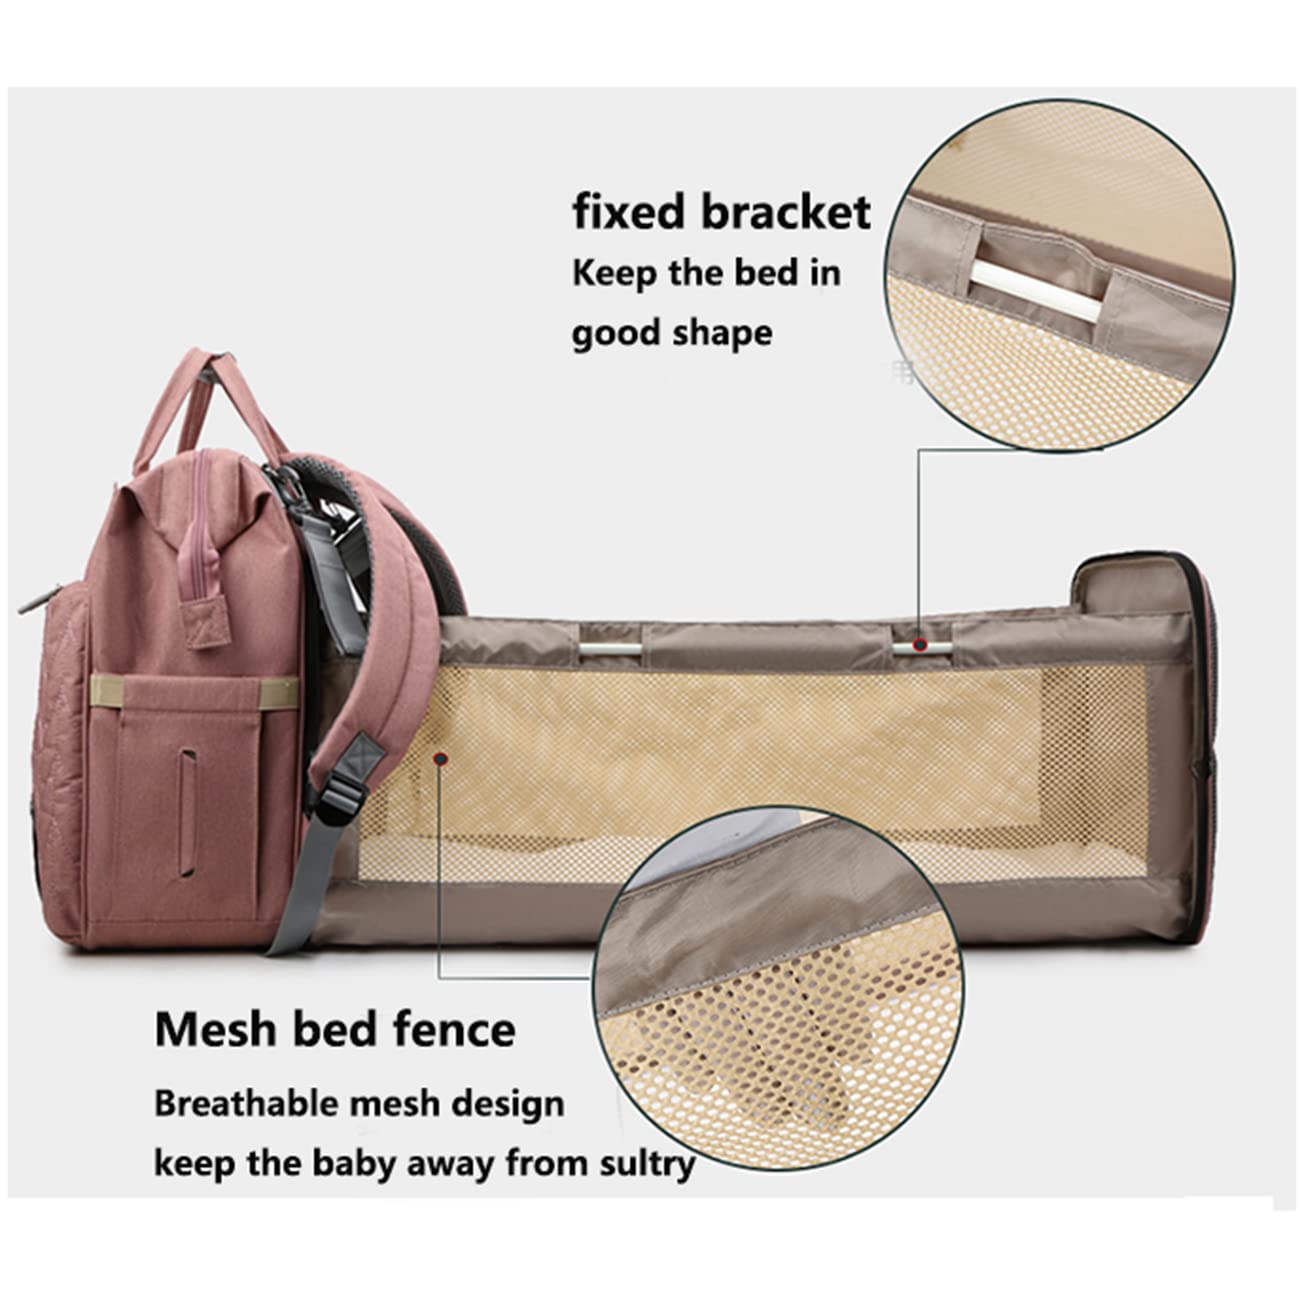 fixed bracket
Keep the bed in
good shape
Mesh bed fence
Breathable mesh design
keep the baby away from sultry